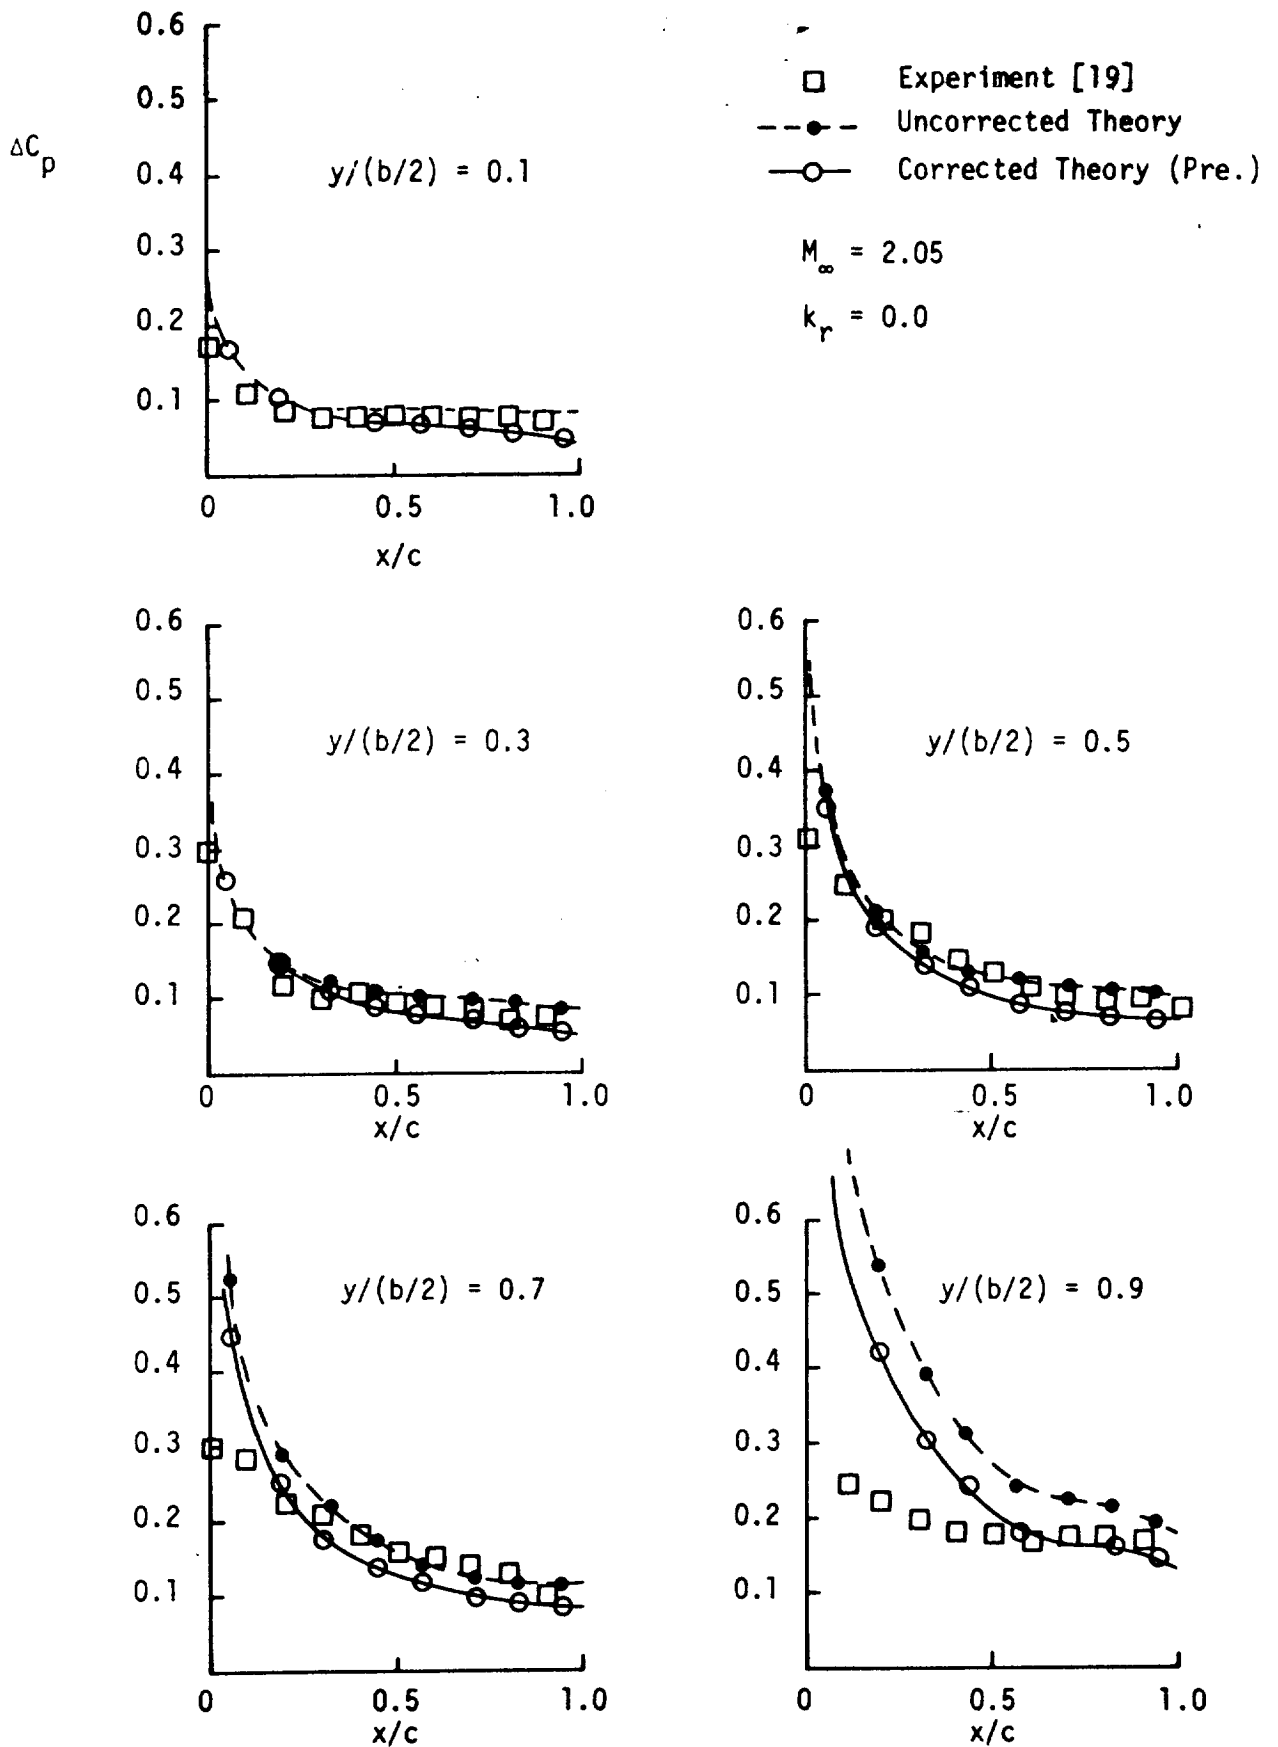 0.6
0.5
ΔCp
0.4
0.3
0.2
0.1
y/(b/2) = 0.1
0 0.5 1.0
x/c
Experiment [19]
Uncorrected Theory
Corrected Theory (Pre.)
M∞ = 2.05
kr = 0.0
0.6
0.5
0.4
0.3
0.2
0.1
y/(b/2) = 0.3
0 0.5 1.0
x/c
0.6
0.5
0.4
0.3
0.2
0.1
y/(b/2) = 0.5
0 0.5 1.0
x/c
0.6
0.5
0.4
0.3
0.2
0.1
y/(b/2) = 0.7
0 0.5 1.0
x/c
0.6
0.5
0.4
0.3
0.2
0.1
y/(b/2) = 0.9
0 0.5 1.0
x/c